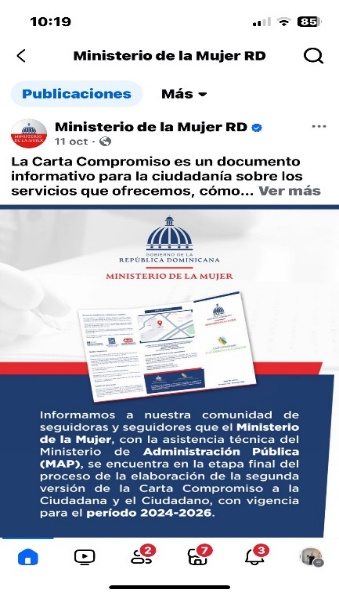 10:19
85
Ministerio de la Mujer RD
Publicaciones
Más
Ministerio de la Mujer RD
11 oct ·
La Carta Compromiso es un documento
informativo para la ciudadanía sobre los
servicios que ofrecemos, cómo... Ver más
GOBIERNO DE LA
REPÚBLICA DOMINICANA
MINISTERIO DE LA MUJER
Informamos a nuestra comunidad de
seguidoras y seguidores que el Ministerio
de la Mujer, con la asistencia técnica del
Ministerio de Administración Pública
(MAP), se encuentra en la etapa final del
proceso de la elaboración de la segunda
versión de la Carta Compromiso a la
Ciudadana y el Ciudadano, con vigencia
para el período 2024-2026.
2
7
3